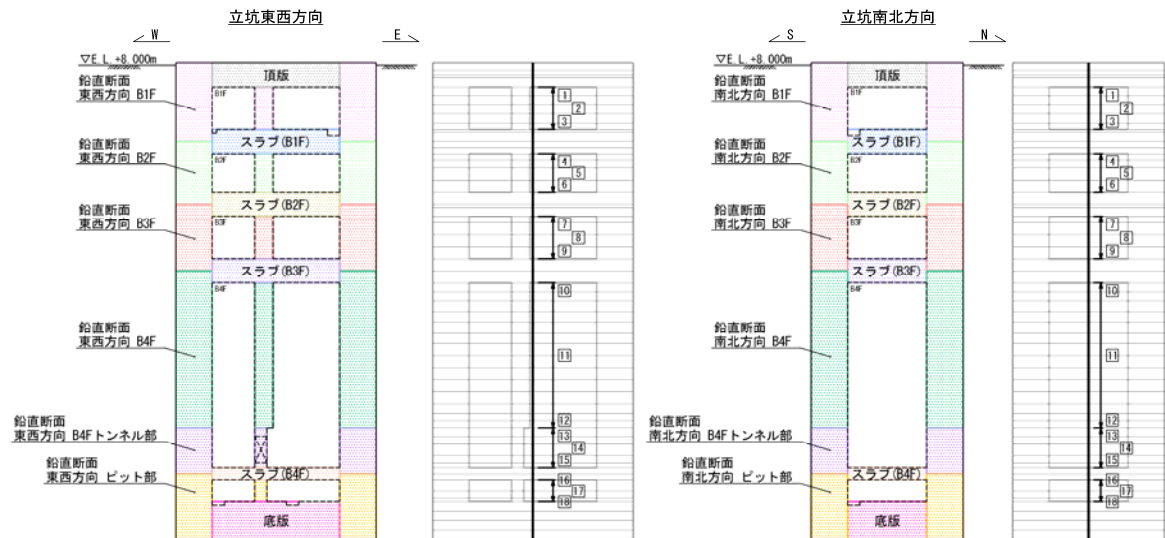 立坑東西方向
W
E
▽E.L.+8.000m
鉛直断面
東西方向 B1F
鉛直断面
東西方向 B2F
鉛直断面
東西方向 B3F
鉛直断面
東西方向 B4F
鉛直断面
東西方向 B4Fトンネル部
鉛直断面
東西方向 ピット部
頂版
B1F
スラブ(B1F)
B2F
スラブ(B2F)
B3F
スラブ(B3F)
B4F
スラブ(B4F)
底版
1
2
3
4
5
6
7
8
9
10
11
12
13
14
15
16
17
18
立坑南北方向
S
N
▽E.L.+8.000m
鉛直断面
南北方向 B1F
鉛直断面
南北方向 B2F
鉛直断面
南北方向 B3F
鉛直断面
南北方向 B4F
鉛直断面
南北方向 B4Fトンネル部
鉛直断面
南北方向 ピット部
頂版
B1F
スラブ(B1F)
B2F
スラブ(B2F)
B3F
スラブ(B3F)
B4F
スラブ(B4F)
底版
1
2
3
4
5
6
7
8
9
10
11
12
13
14
15
16
17
18